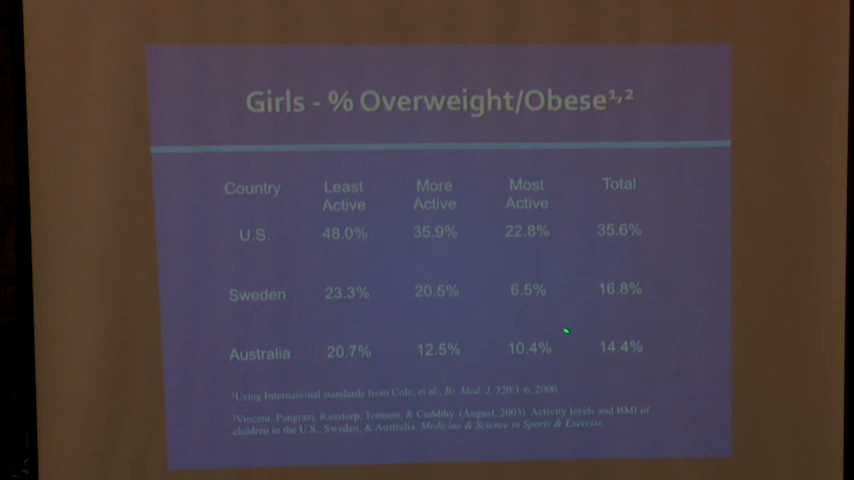 Girls - % Overweight/Obese¹,²
Country Least Active More Active Most Active Total
U.S. 48.0% 35.9% 22.8% 35.6%
Sweden 23.3% 20.5% 6.5% 16.8%
Australia 20.7% 12.5% 10.4% 14.4%
¹Using International standards from Cole, et al., Br. Med. J. 320:1-6, 2000.
²Vincent, Pangrazi, Raustorp, Tomson, & Cuddihy. (August, 2003). Activity levels and BMI of
children in the U.S., Sweden, & Australia. Medicine & Science in Sports & Exercise.